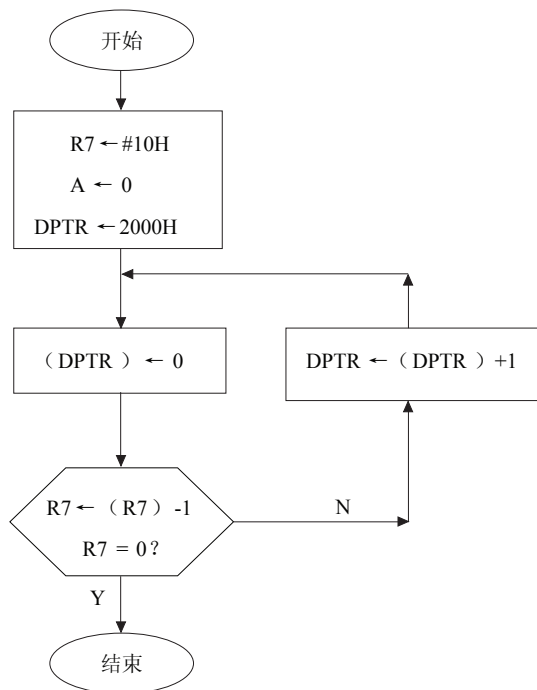 开始
R7 ← #10H
A ← 0
DPTR ← 2000H
（DPTR）← 0
DPTR ← （DPTR）+1
R7 ← （R7）-1
N
R7 = 0?
Y
结束